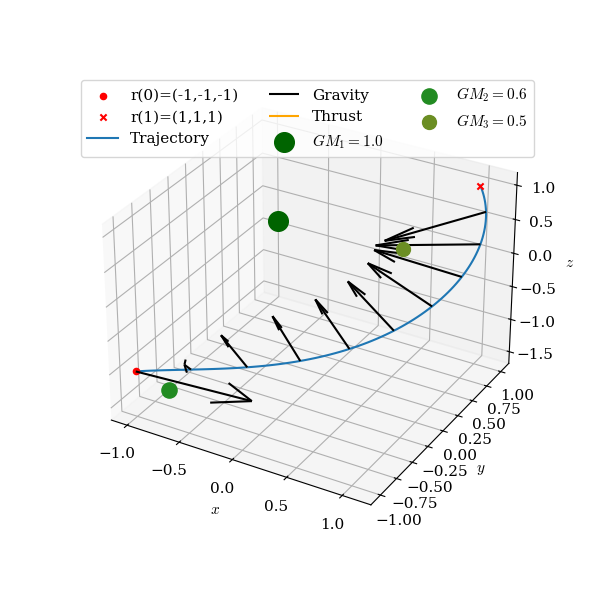 r(0)=(-1,-1,-1)
r(1)=(1,1,1)
Trajectory
Gravity
Thrust
GM₁ = 1.0
GM₂ = 0.6
GM₃ = 0.5
1.0
0.5
0.0
−0.5
−1.0
−1.5
z
1.00
0.75
0.50
0.25
0.00
−0.25
−0.50
−0.75
−1.00
y
−1.0
−0.5
0.0
0.5
1.0
x